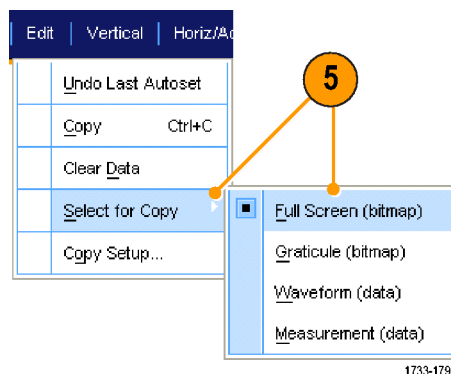 Edit | Vertical | Horiz/Ac
Undo Last Autoset
Copy Ctrl+C
Clear Data
Select for Copy
Copy Setup...
5
Full Screen (bitmap)
Graticule (bitmap)
Waveform (data)
Measurement (data)
1733-179